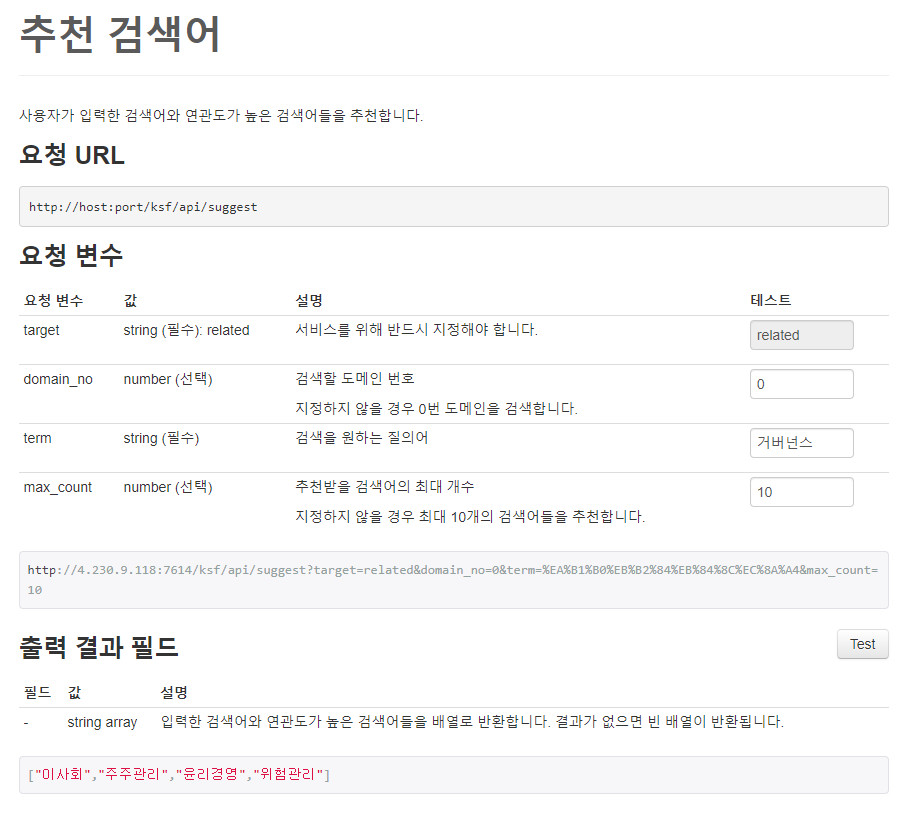 추천 검색어
사용자가 입력한 검색어와 연관도가 높은 검색어들을 추천합니다.
요청 URL
http://host:port/ksf/api/suggest
요청 변수
요청 변수 값 설명 테스트
target string (필수): related 서비스를 위해 반드시 지정해야 합니다. related
domain_no number (선택) 검색할 도메인 번호 0
지정하지 않을 경우 0번 도메인을 검색합니다.
term string (필수) 검색을 원하는 질의어 거버넌스
max_count number (선택) 추천받을 검색어의 최대 개수 10
지정하지 않을 경우 최대 10개의 검색어들을 추천합니다.
http://4.230.9.118:7614/ksf/api/suggest?target=related&domain_no=0&term=%EA%B1%B0%EB%B2%84%EB%84%8C%EC%8A%A4&max_count=
10
출력 결과 필드 Test
필드 값 설명
- string array 입력한 검색어와 연관도가 높은 검색어들을 배열로 반환합니다. 결과가 없으면 빈 배열이 반환됩니다.
["이사회","주주관리","윤리경영","위험관리"]